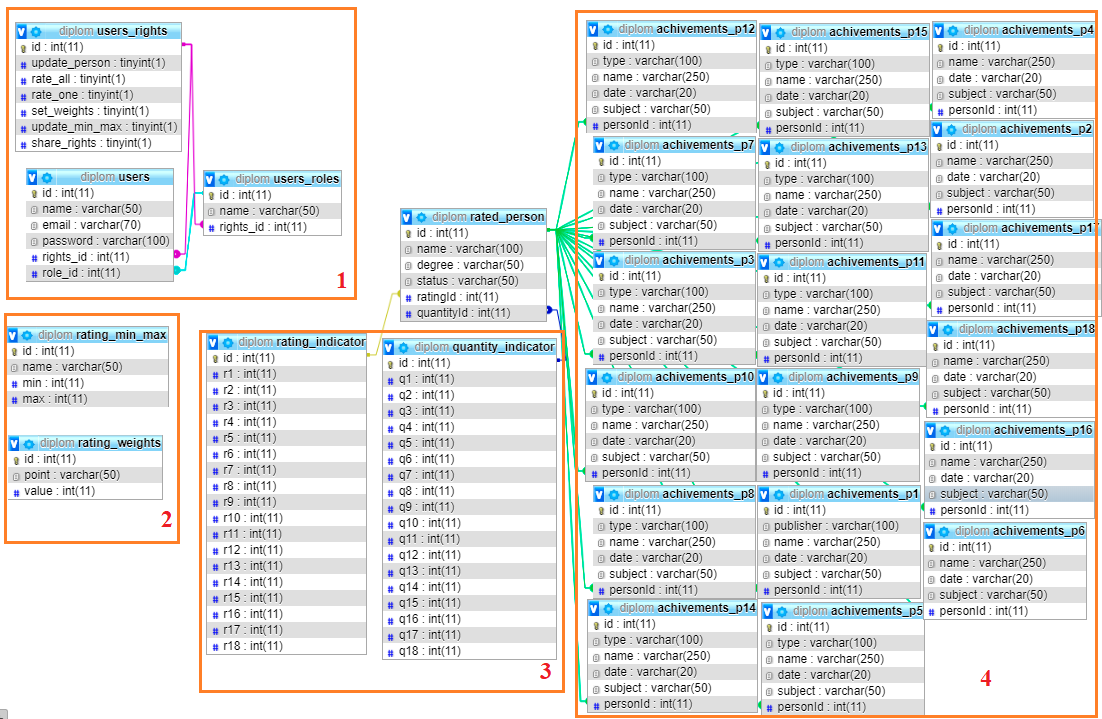 diplom users_rights
id : int(11)
update_person : tinyint(1)
rate_all : tinyint(1)
rate_one : tinyint(1)
set_weights : tinyint(1)
update_min_max : tinyint(1)
share_rights : tinyint(1)
diplom users
id : int(11)
name : varchar(50)
email : varchar(70)
password : varchar(100)
rights_id : int(11)
role_id : int(11)
diplom users_roles
id : int(11)
name : varchar(50)
rights_id : int(11)
1
diplom rating_min_max
id : int(11)
name : varchar(50)
min : int(11)
max : int(11)
diplom rating_weights
id : int(11)
point : varchar(50)
value : int(11)
2
diplom rated_person
id : int(11)
name : varchar(100)
degree : varchar(50)
status : varchar(50)
ratingId : int(11)
quantityId : int(11)
diplom rating_indicator
id : int(11)
r1 : int(11)
r2 : int(11)
r3 : int(11)
r4 : int(11)
r5 : int(11)
r6 : int(11)
r7 : int(11)
r8 : int(11)
r9 : int(11)
r10 : int(11)
r11 : int(11)
r12 : int(11)
r13 : int(11)
r14 : int(11)
r15 : int(11)
r16 : int(11)
r17 : int(11)
r18 : int(11)
diplom quantity_indicator
id : int(11)
q1 : int(11)
q2 : int(11)
q3 : int(11)
q4 : int(11)
q5 : int(11)
q6 : int(11)
q7 : int(11)
q8 : int(11)
q9 : int(11)
q10 : int(11)
q11 : int(11)
q12 : int(11)
q13 : int(11)
q14 : int(11)
q15 : int(11)
q16 : int(11)
q17 : int(11)
q18 : int(11)
3
diplom achivements_p12
id : int(11)
type : varchar(100)
name : varchar(250)
date : varchar(20)
subject : varchar(50)
personId : int(11)
diplom achivements_p7
id : int(11)
type : varchar(100)
name : varchar(250)
date : varchar(20)
subject : varchar(50)
personId : int(11)
diplom achivements_p3
id : int(11)
type : varchar(100)
name : varchar(250)
date : varchar(20)
subject : varchar(50)
personId : int(11)
diplom achivements_p10
id : int(11)
type : varchar(100)
name : varchar(250)
date : varchar(20)
subject : varchar(50)
personId : int(11)
diplom achivements_p8
id : int(11)
type : varchar(100)
name : varchar(250)
date : varchar(20)
subject : varchar(50)
personId : int(11)
diplom achivements_p14
id : int(11)
type : varchar(100)
name : varchar(250)
date : varchar(20)
subject : varchar(50)
personId : int(11)
diplom achivements_p15
id : int(11)
type : varchar(100)
name : varchar(250)
date : varchar(20)
subject : varchar(50)
personId : int(11)
diplom achivements_p13
id : int(11)
type : varchar(100)
name : varchar(250)
date : varchar(20)
subject : varchar(50)
personId : int(11)
diplom achivements_p11
id : int(11)
type : varchar(100)
name : varchar(250)
date : varchar(20)
subject : varchar(50)
personId : int(11)
diplom achivements_p9
id : int(11)
type : varchar(100)
name : varchar(250)
date : varchar(20)
subject : varchar(50)
personId : int(11)
diplom achivements_p1
id : int(11)
publisher : varchar(100)
name : varchar(250)
date : varchar(20)
subject : varchar(50)
personId : int(11)
diplom achivements_p5
id : int(11)
type : varchar(100)
name : varchar(250)
date : varchar(20)
subject : varchar(50)
personId : int(11)
diplom achivements_p4
id : int(11)
name : varchar(250)
date : varchar(20)
subject : varchar(50)
personId : int(11)
diplom achivements_p2
id : int(11)
name : varchar(250)
date : varchar(20)
subject : varchar(50)
personId : int(11)
diplom achivements_p17
id : int(11)
name : varchar(250)
date : varchar(20)
subject : varchar(50)
personId : int(11)
diplom achivements_p18
id : int(11)
name : varchar(250)
date : varchar(20)
subject : varchar(50)
personId : int(11)
diplom achivements_p16
id : int(11)
name : varchar(250)
date : varchar(20)
subject : varchar(50)
personId : int(11)
diplom achivements_p6
id : int(11)
name : varchar(250)
date : varchar(20)
subject : varchar(50)
personId : int(11)
4